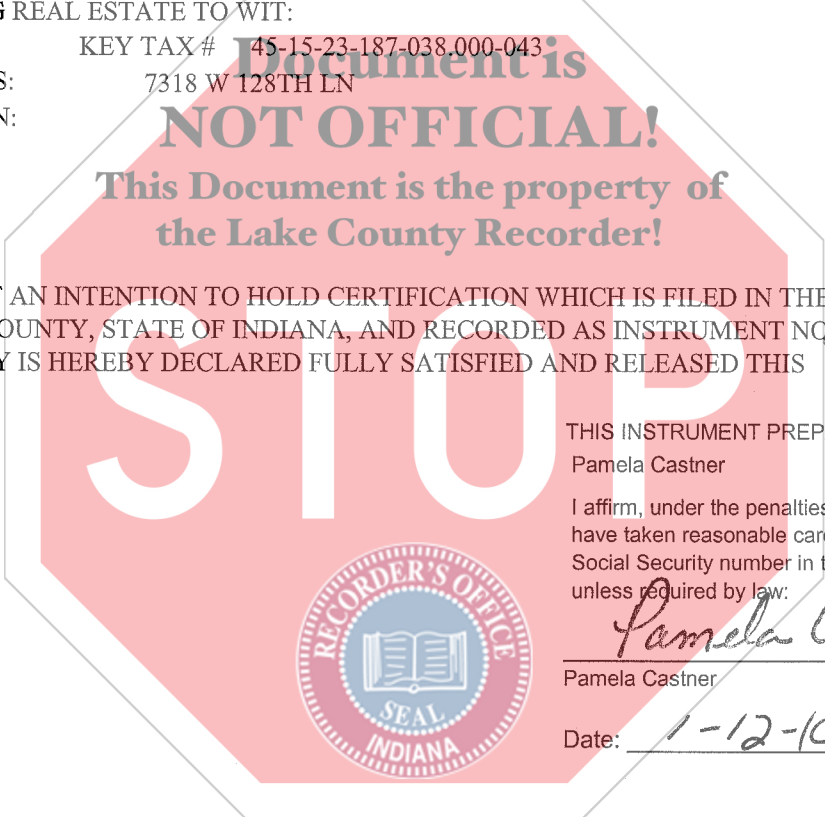 G REAL ESTATE TO WIT:
KEY TAX # 45-15-23-187-038.000-043
S: 7318 W 128TH LN
N:
Document is
NOT OFFICIAL!
This Document is the property of
the Lake County Recorder!
AN INTENTION TO HOLD CERTIFICATION WHICH IS FILED IN THE
OUNTY, STATE OF INDIANA, AND RECORDED AS INSTRUMENT NO
Y IS HEREBY DECLARED FULLY SATISFIED AND RELEASED THIS
STOP
THIS INSTRUMENT PREP
Pamela Castner
I affirm, under the penalties
have taken reasonable care
Social Security number in t
unless required by law:
Pamela C
Pamela Castner
Date: 1-12-10
RECORDER'S OFFICE
SEAL
INDIANA